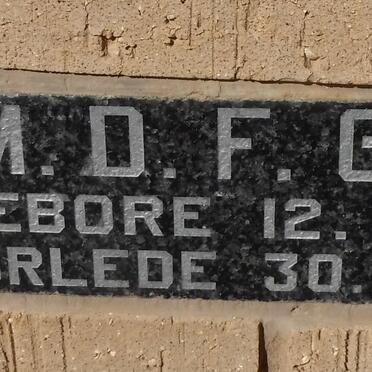 M. D. F. G
EBORE 12.
RLEDE 30.